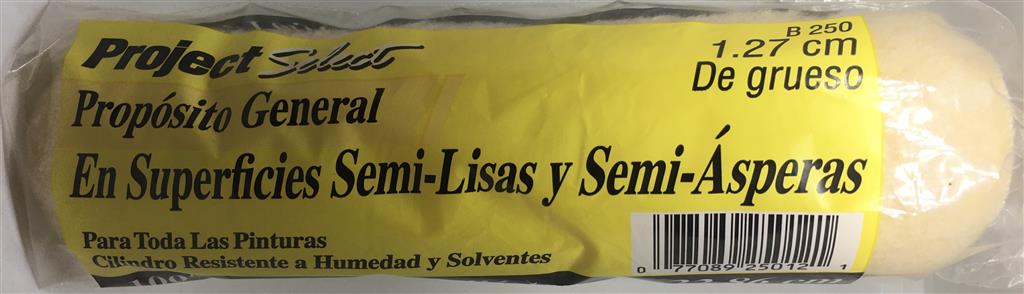 Project Select
B 250
1.27 cm
De grueso
Propósito General
En Superficies Semi-Lisas y Semi-Ásperas
Para Toda Las Pinturas
Cilindro Resistente a Humedad y Solventes
0 77089 25012 1